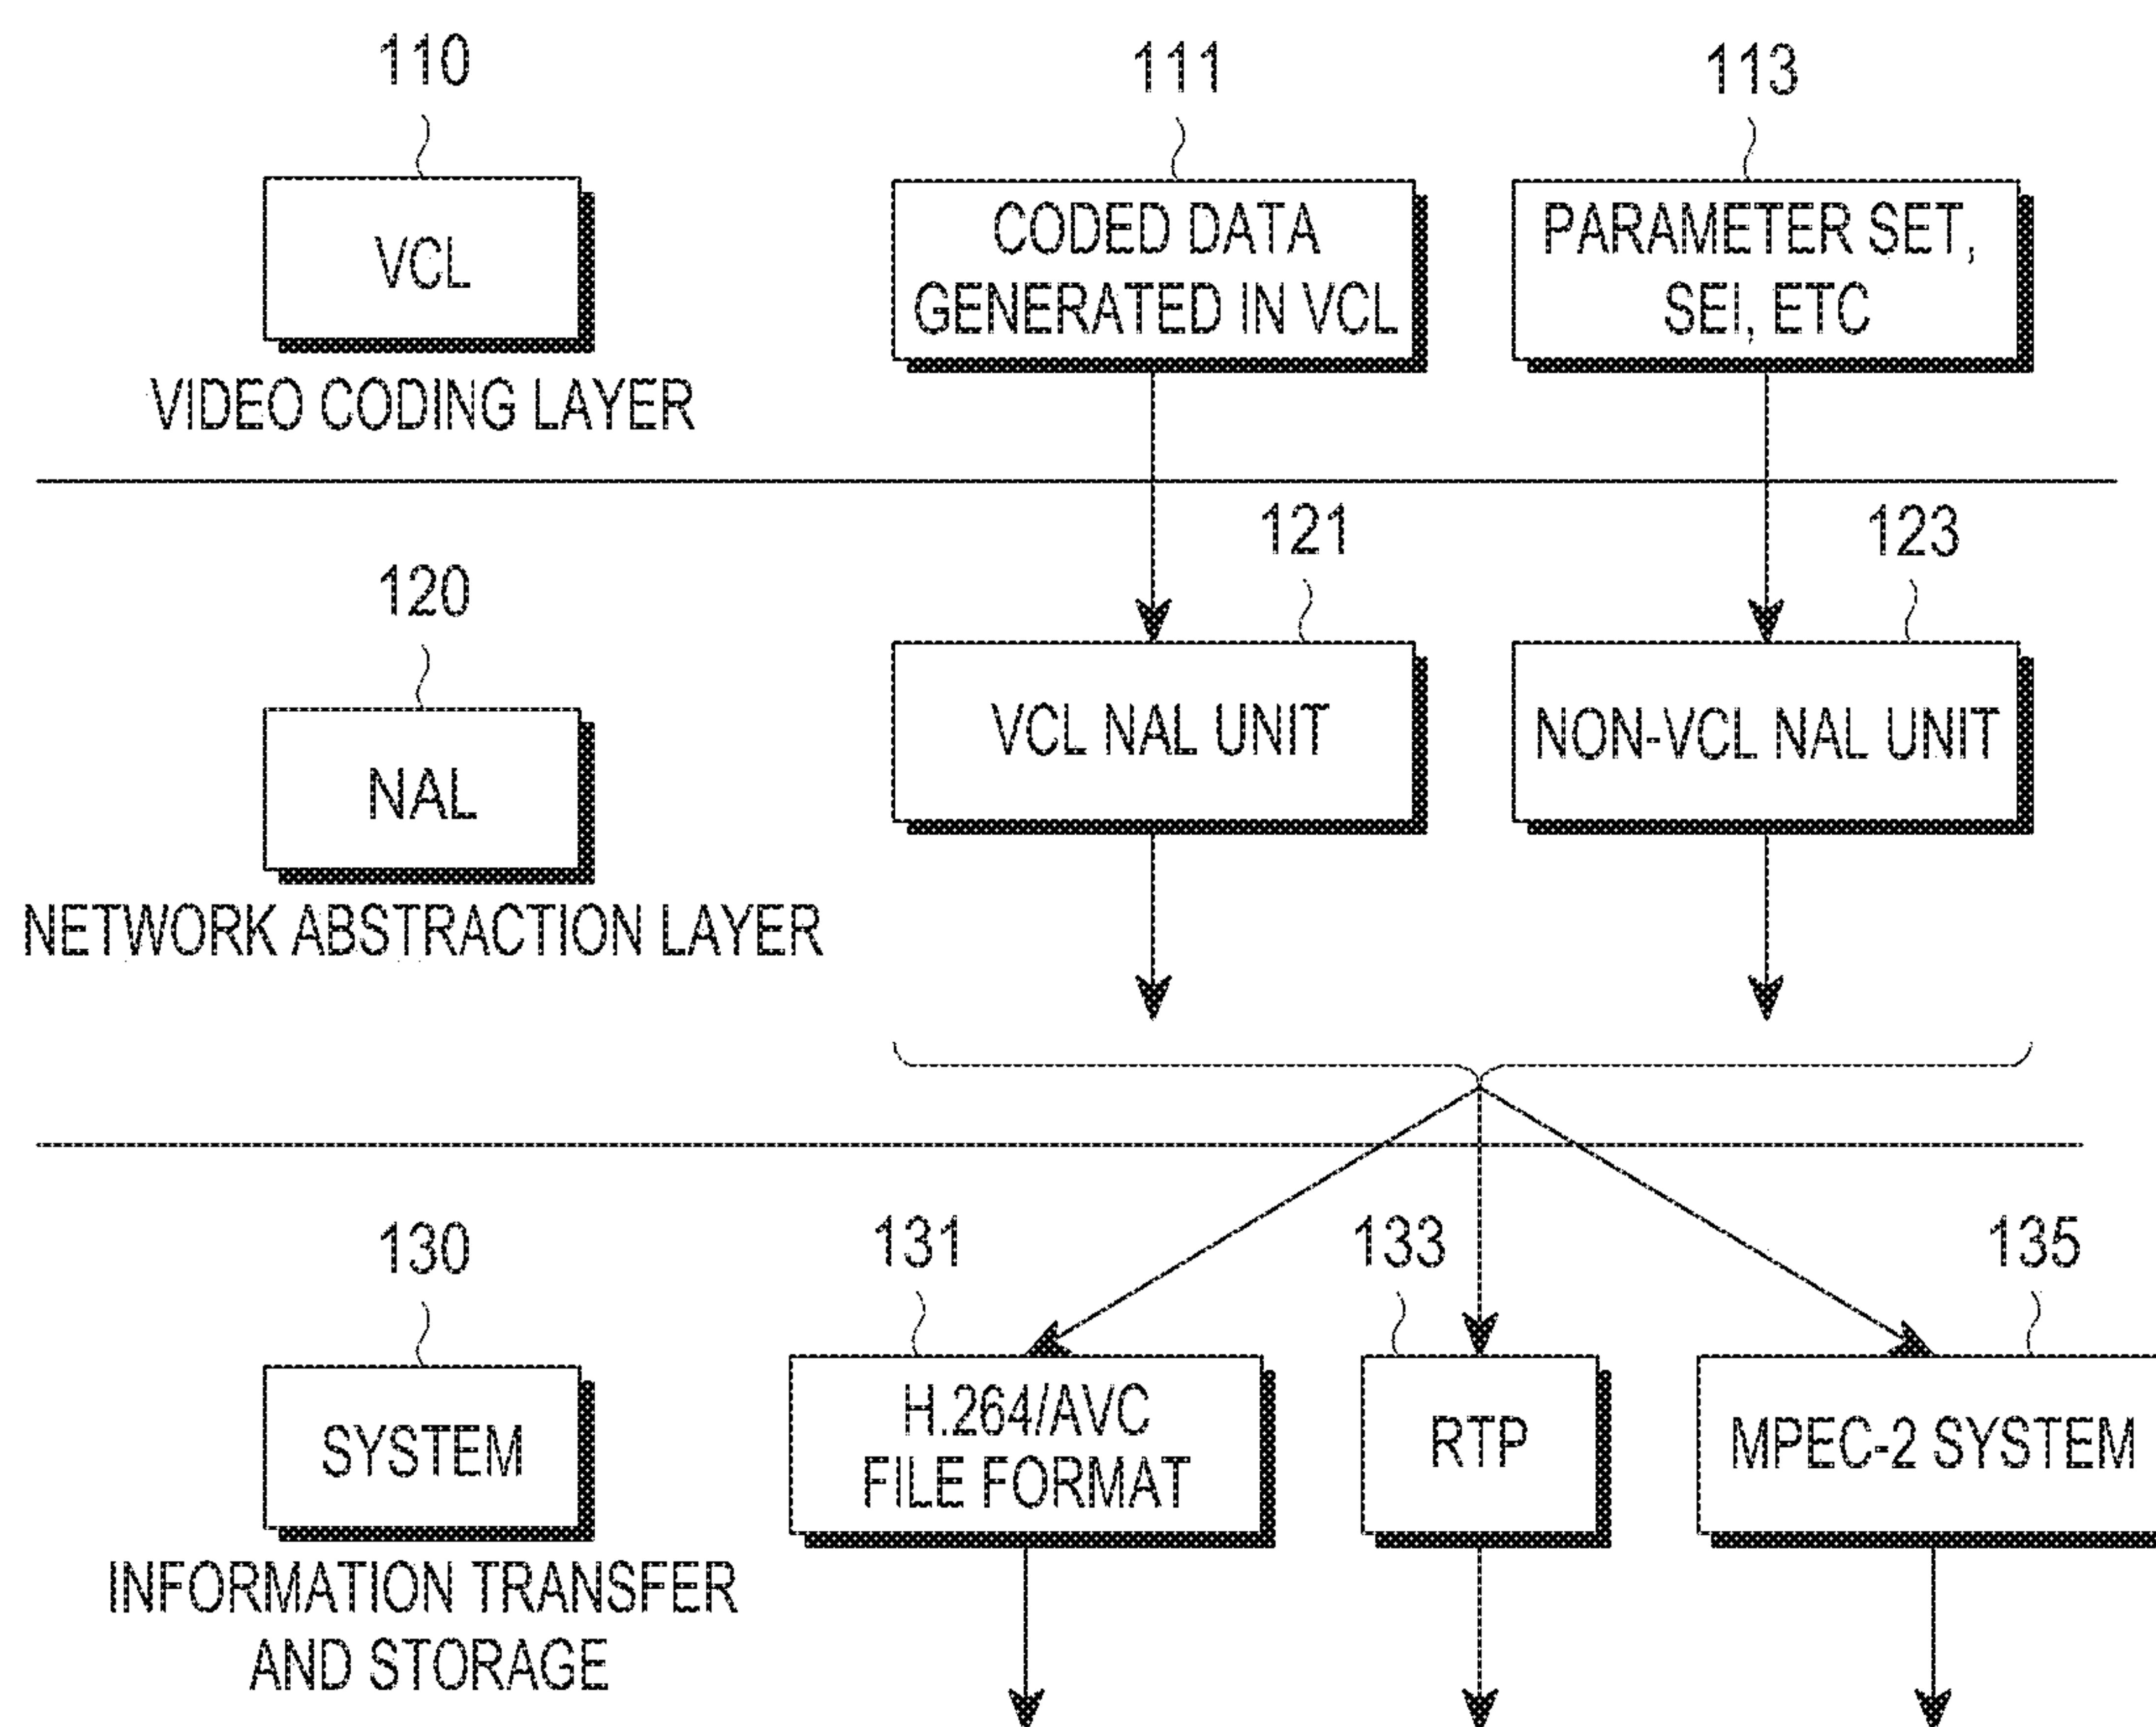 110
111
113
VCL
CODED DATA
GENERATED IN VCL
PARAMETER SET,
SEI, ETC
VIDEO CODING LAYER
121
123
120
VCL NAL UNIT
NON-VCL NAL UNIT
NAL
NETWORK ABSTRACTION LAYER
130
131
133
135
SYSTEM
H.264/AVC
FILE FORMAT
RTP
MPEC-2 SYSTEM
INFORMATION TRANSFER
AND STORAGE